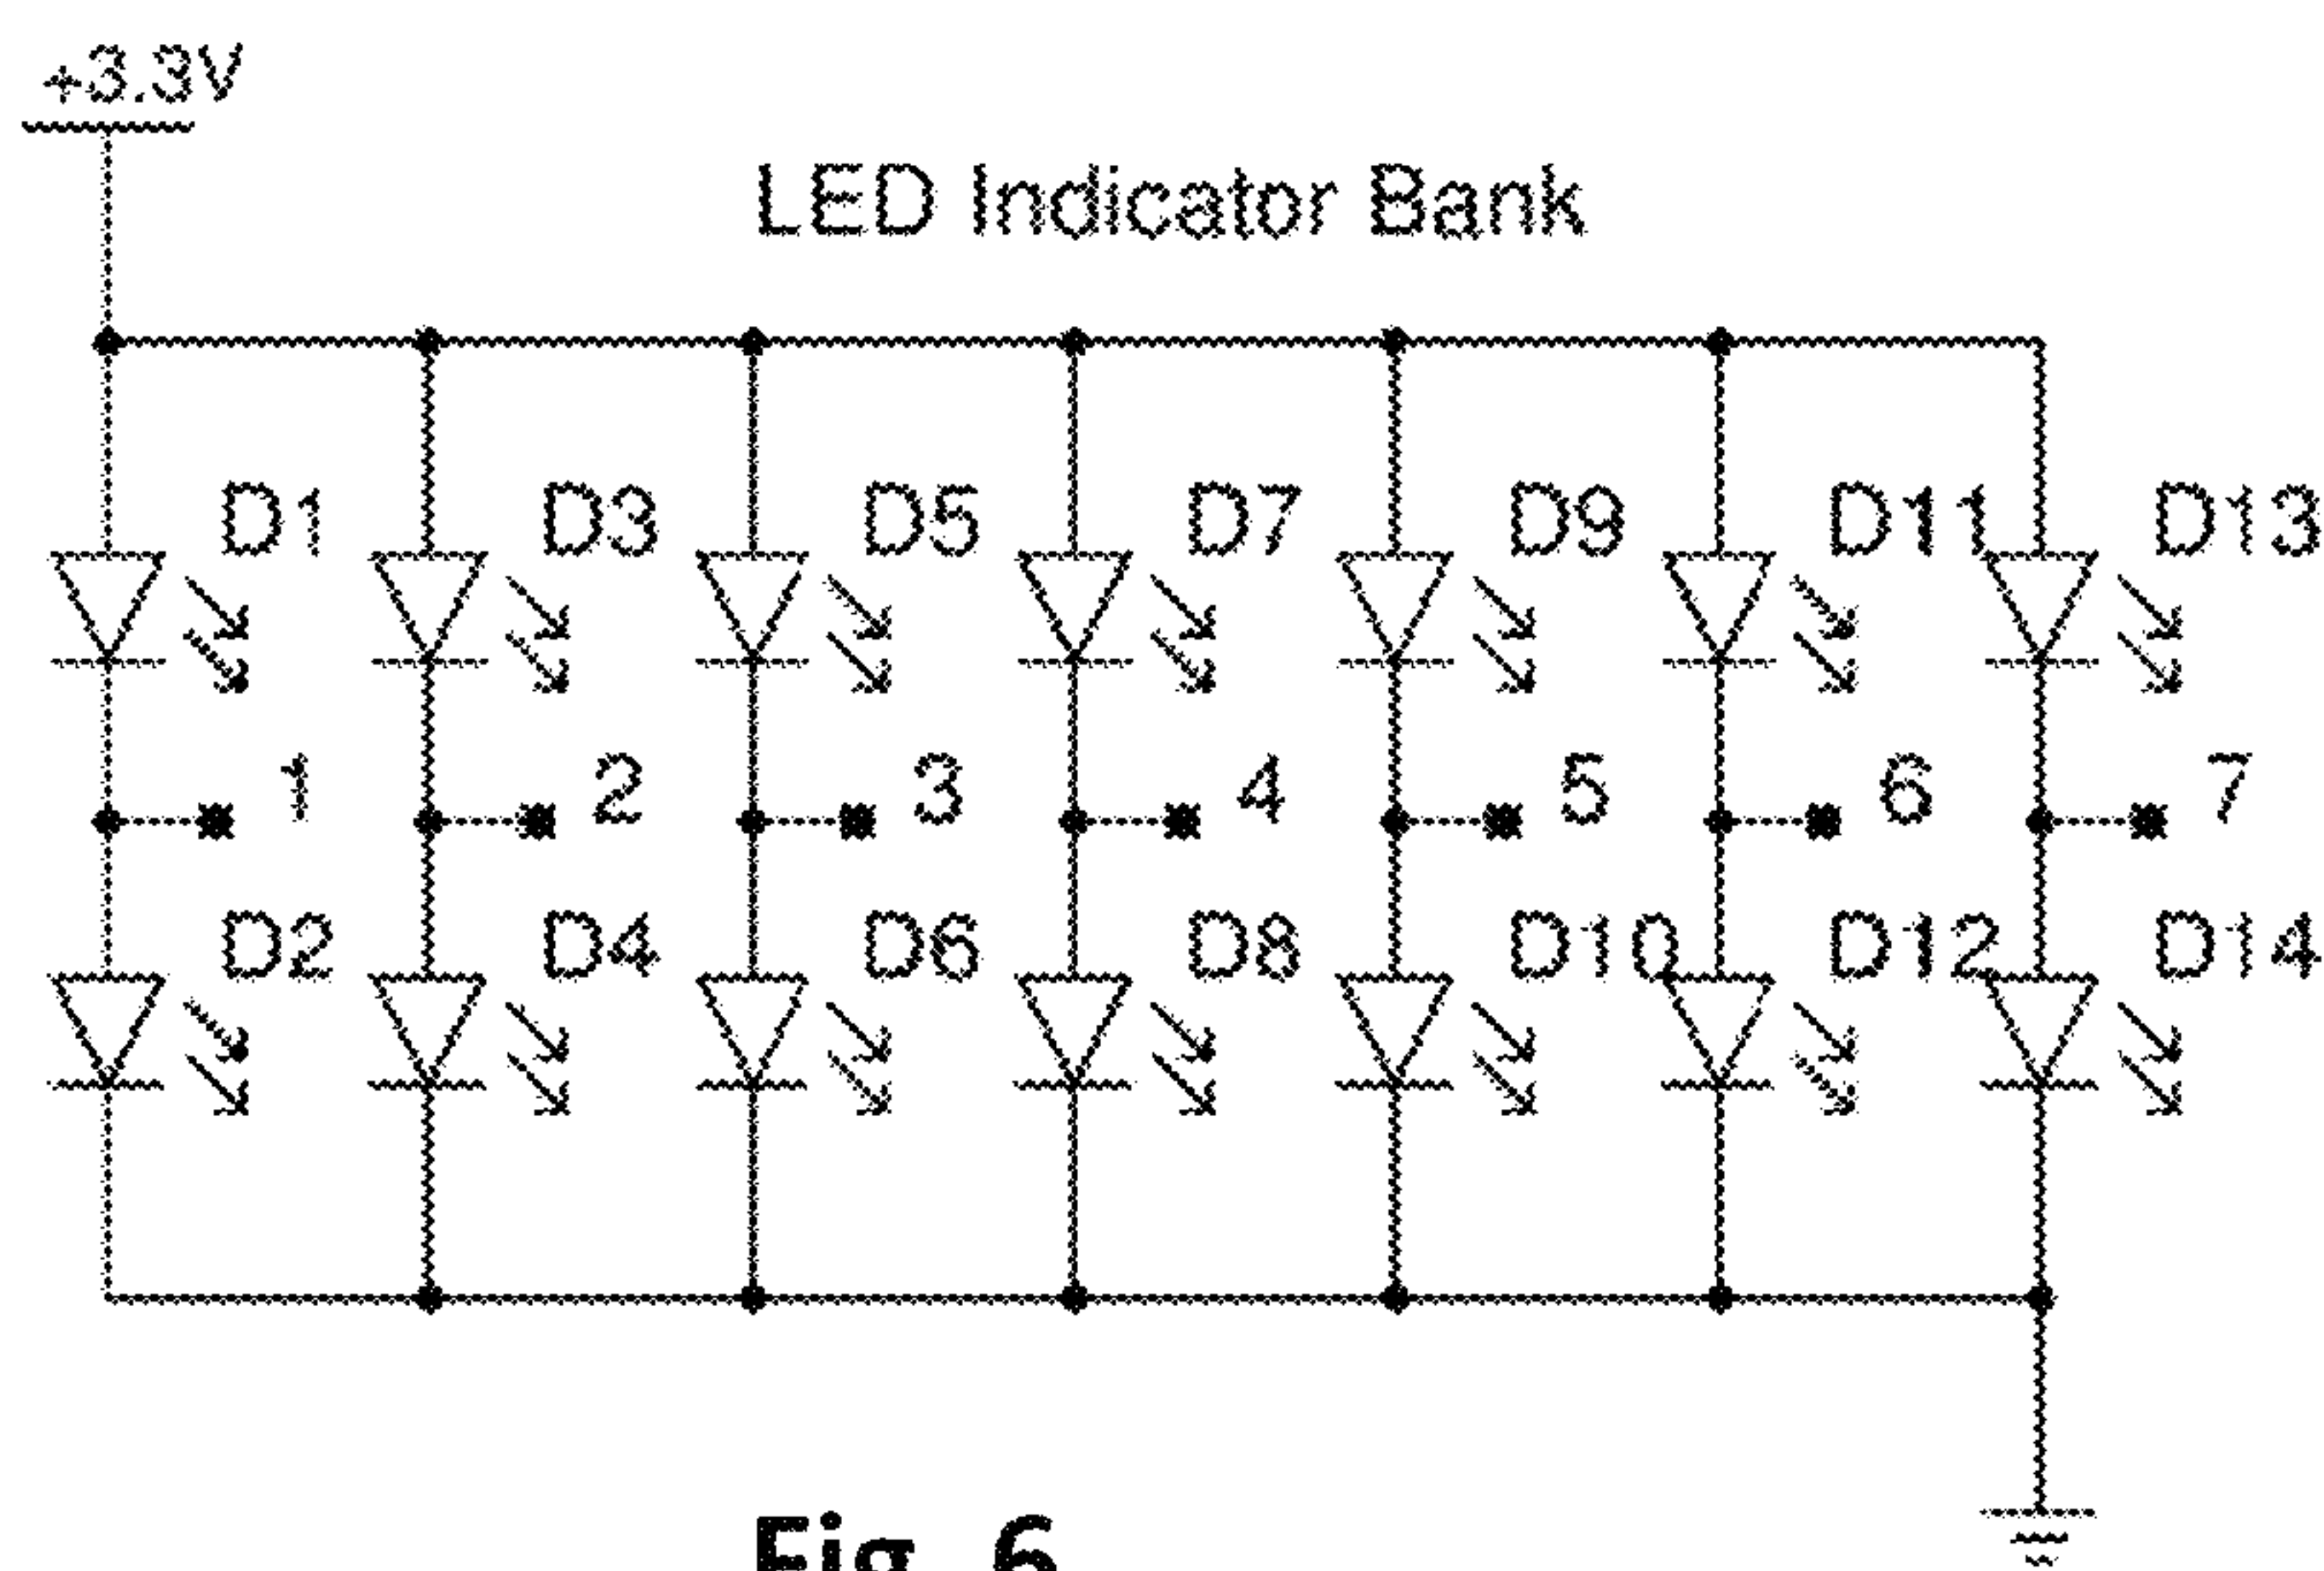 +3.3V
LED Indicator Bank
D1 D3 D5 D7 D9 D11 D13
1 2 3 4 5 6 7
D2 D4 D6 D8 D10 D12 D14
Fig. 6